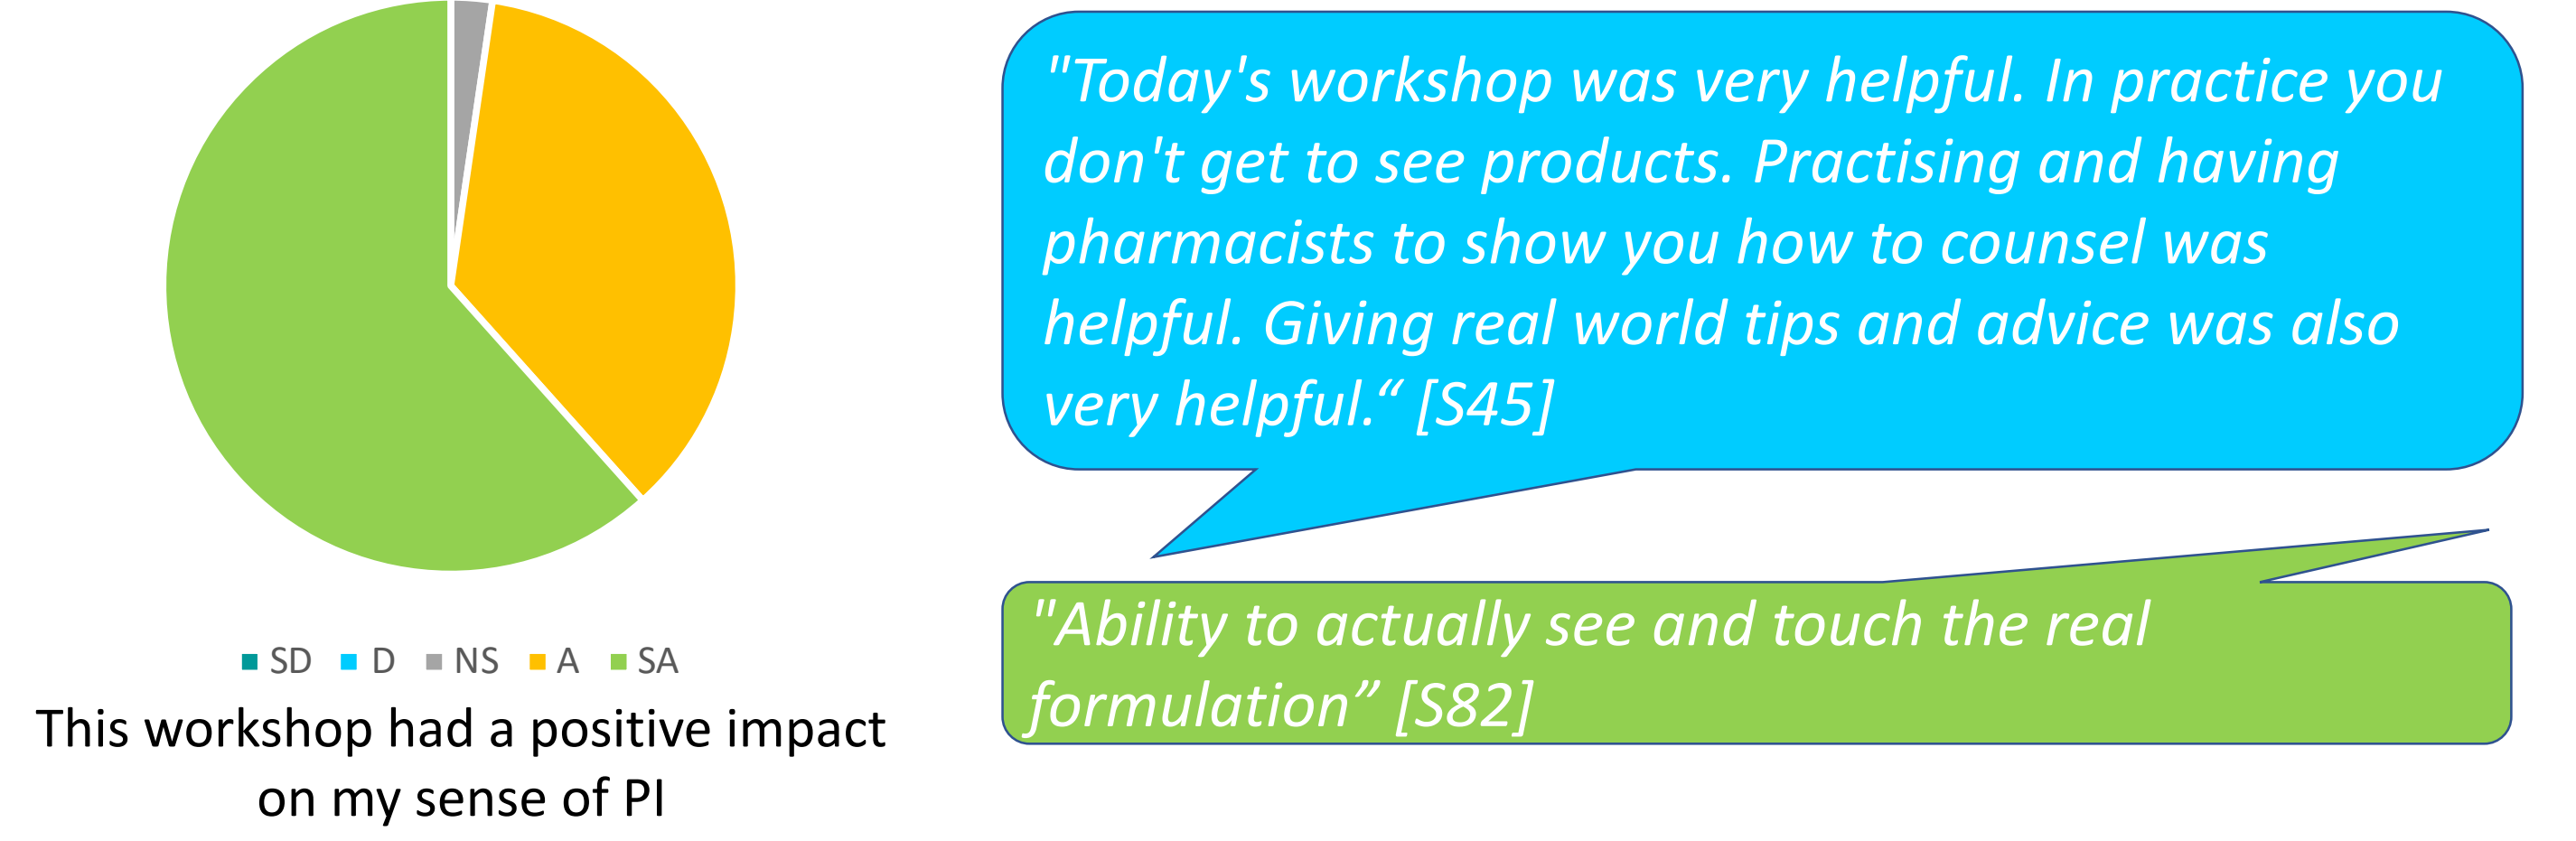 SD D NS A SA
This workshop had a positive impact
on my sense of PI
"Today's workshop was very helpful. In practice you
don't get to see products. Practising and having
pharmacists to show you how to counsel was
helpful. Giving real world tips and advice was also
very helpful.“ [S45]
"Ability to actually see and touch the real
formulation” [S82]